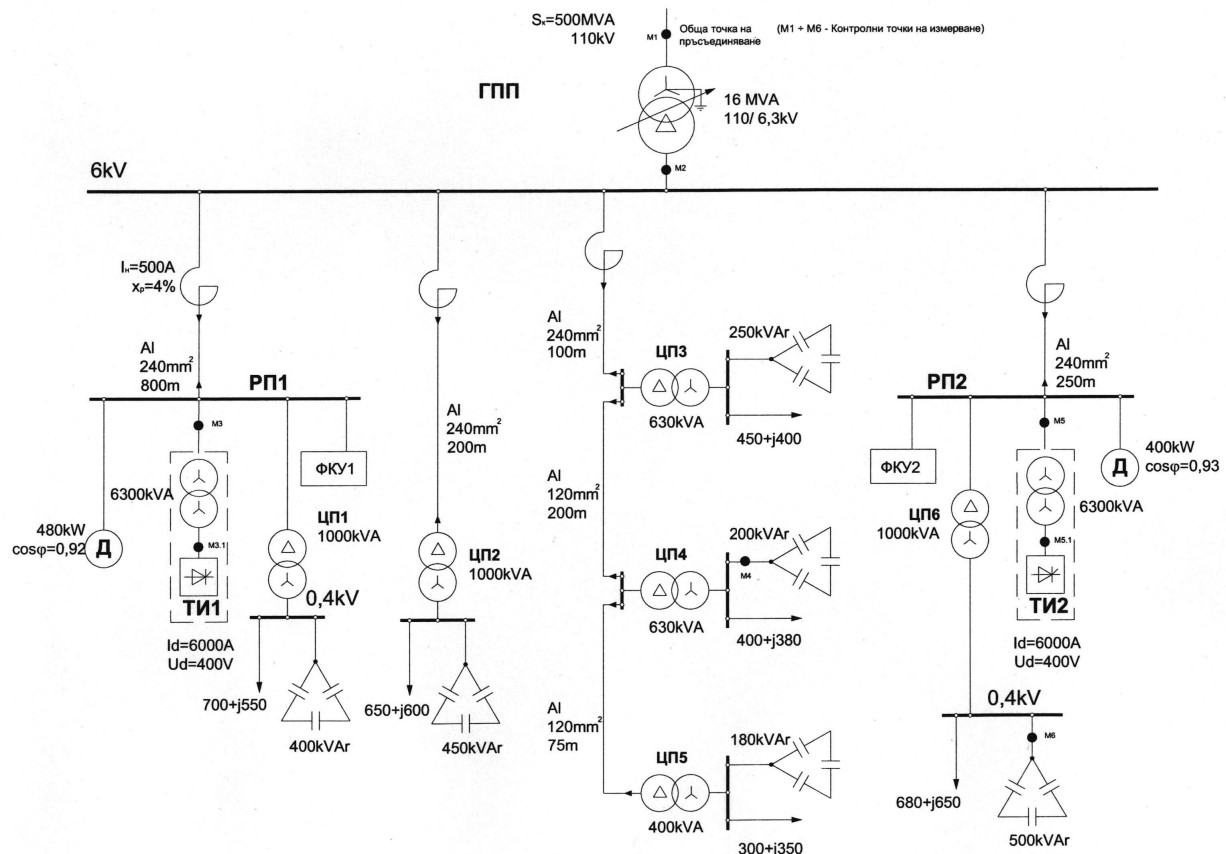 Sк=500MVA
110kV
M1
Обща точка на
пръсъединяване
(M1 ÷ M6 - Контролни точки на измерване)
ГПП
16 MVA
110/ 6,3kV
M2
6kV
Iн=500A
xр=4%
Al
240mm²
800m
РП1
M3
6300kVA
ФКУ1
480kW
cosφ=0,92
Д
M3.1
ТИ1
Id=6000A
Ud=400V
ЦП1
1000kVA
0,4kV
700+j550
400kVAr
Al
240mm²
200m
ЦП2
1000kVA
650+j600
450kVAr
Al
240mm²
100m
ЦП3
630kVA
250kVAr
450+j400
Al
120mm²
200m
ЦП4
630kVA
200kVAr
M4
400+j380
Al
120mm²
75m
ЦП5
400kVA
180kVAr
300+j350
Al
240mm²
250m
РП2
M5
ФКУ2
ЦП6
1000kVA
400kW
cosφ=0,93
Д
6300kVA
M5.1
ТИ2
Id=6000A
Ud=400V
0,4kV
M6
680+j650
500kVAr